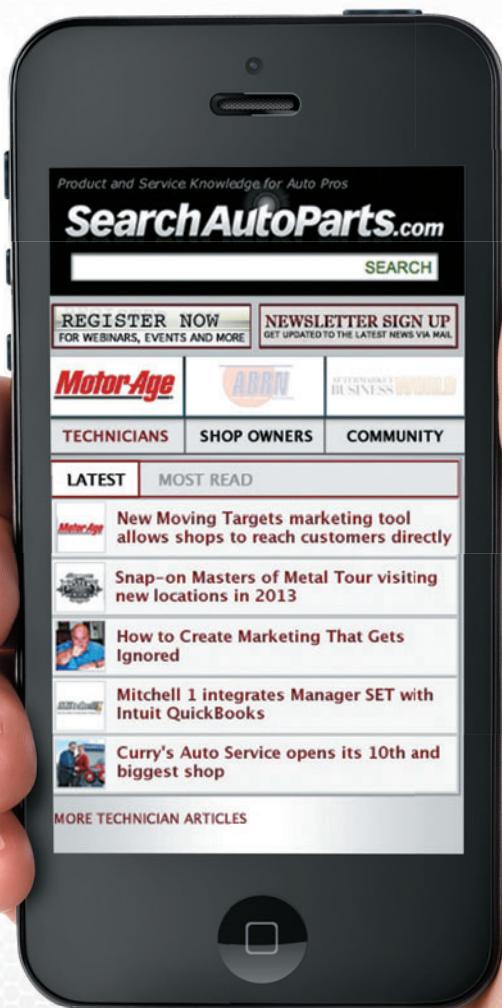 Product and Service Knowledge for Auto Pros
SearchAutoParts.com
SEARCH
REGISTER NOW
FOR WEBINARS, EVENTS AND MORE
NEWSLETTER SIGN UP
GET UPDATED TO THE LATEST NEWS VIA MAIL
Motor Age
ABRN
AFTERMARKET
BUSINESS WORLD
TECHNICIANS
SHOP OWNERS
COMMUNITY
LATEST
MOST READ
Motor Age
New Moving Targets marketing tool
allows shops to reach customers directly
Snap-on Masters of Metal Tour visiting
new locations in 2013
How to Create Marketing That Gets
Ignored
Mitchell 1
Mitchell 1 integrates Manager SET with
Intuit QuickBooks
Curry's Auto Service opens its 10th and
biggest shop
MORE TECHNICIAN ARTICLES